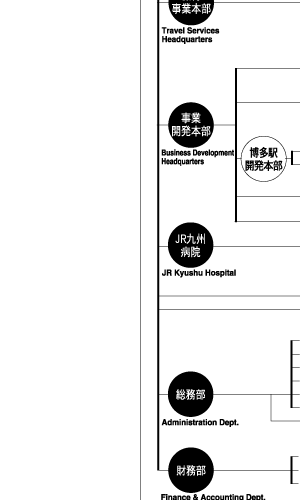 事業本部
Travel Services
Headquarters
事業
開発本部
Business Development
Headquarters
博多駅
開発本部
JR九州
病院
JR Kyushu Hospital
総務部
Administration Dept.
財務部
Finance & Accounting Dept.